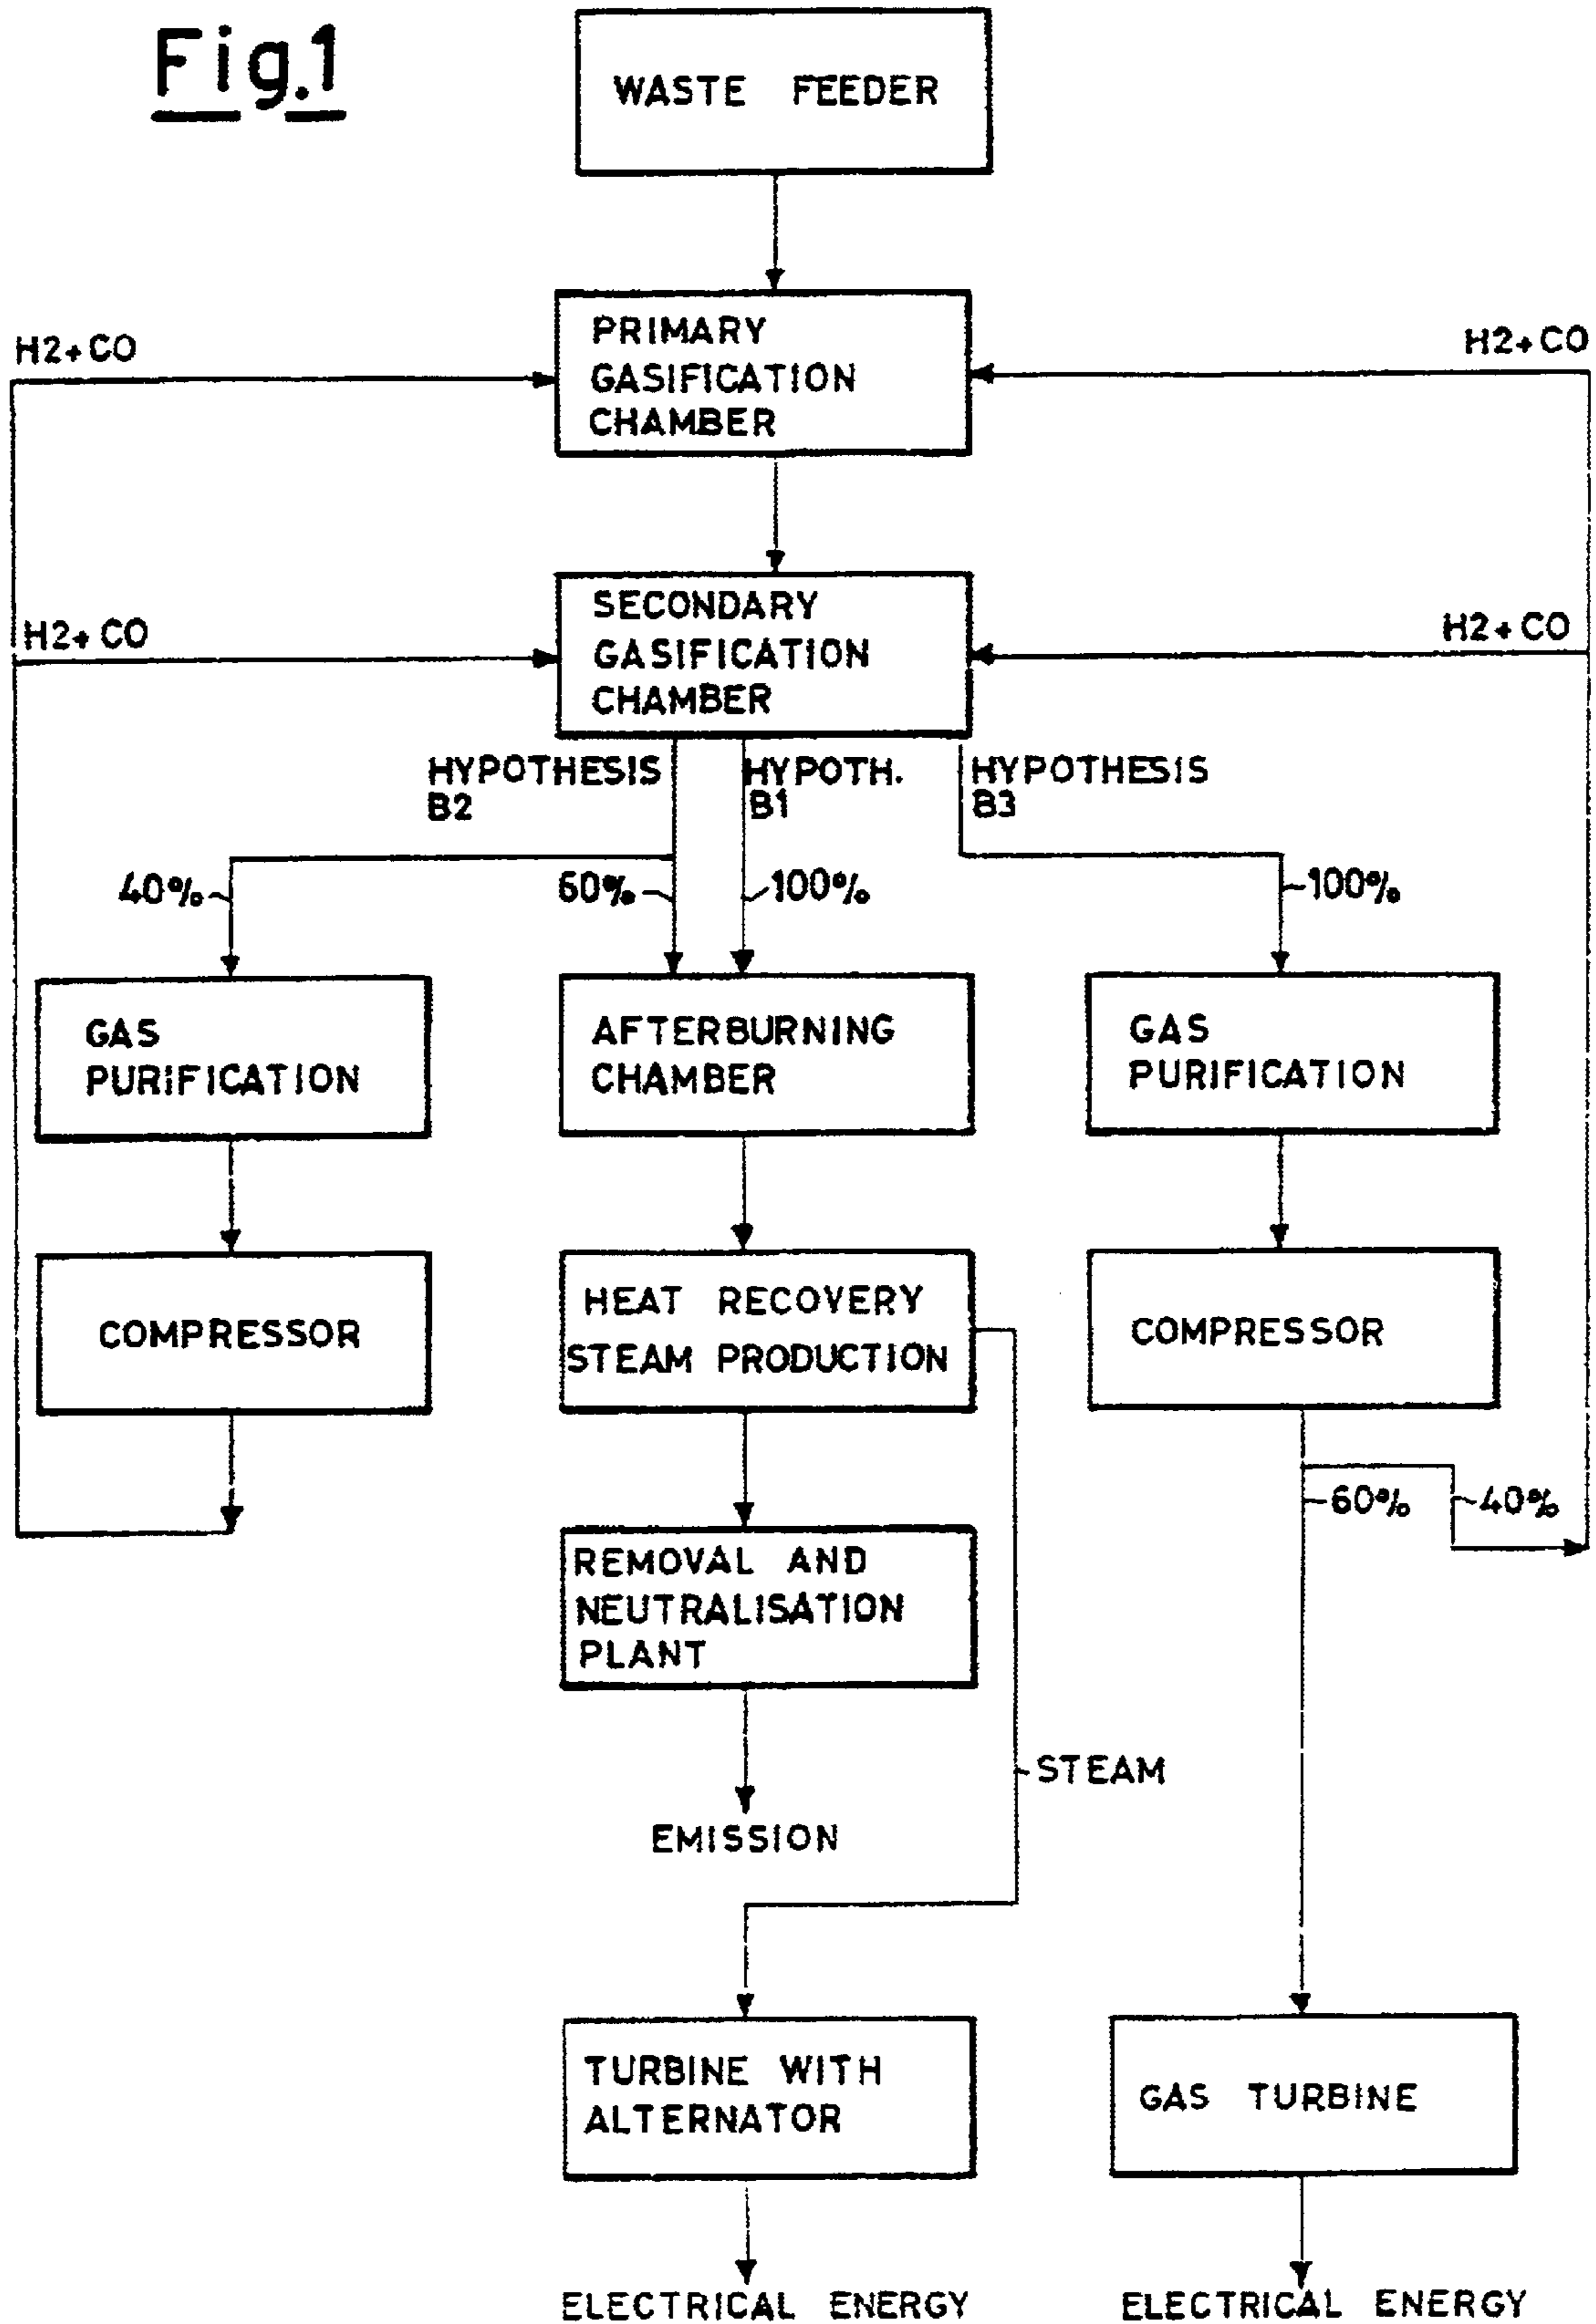 Fig.1
WASTE FEEDER
PRIMARY
GASIFICATION
CHAMBER
H2+CO
H2+CO
SECONDARY
GASIFICATION
CHAMBER
H2+CO
H2+CO
HYPOTHESIS
B2
HYPOTH.
B1
HYPOTHESIS
B3
40%
60%
100%
100%
GAS
PURIFICATION
AFTERBURNING
CHAMBER
GAS
PURIFICATION
COMPRESSOR
HEAT RECOVERY
STEAM PRODUCTION
COMPRESSOR
60%
40%
REMOVAL AND
NEUTRALISATION
PLANT
STEAM
EMISSION
TURBINE WITH
ALTERNATOR
GAS TURBINE
ELECTRICAL ENERGY
ELECTRICAL ENERGY